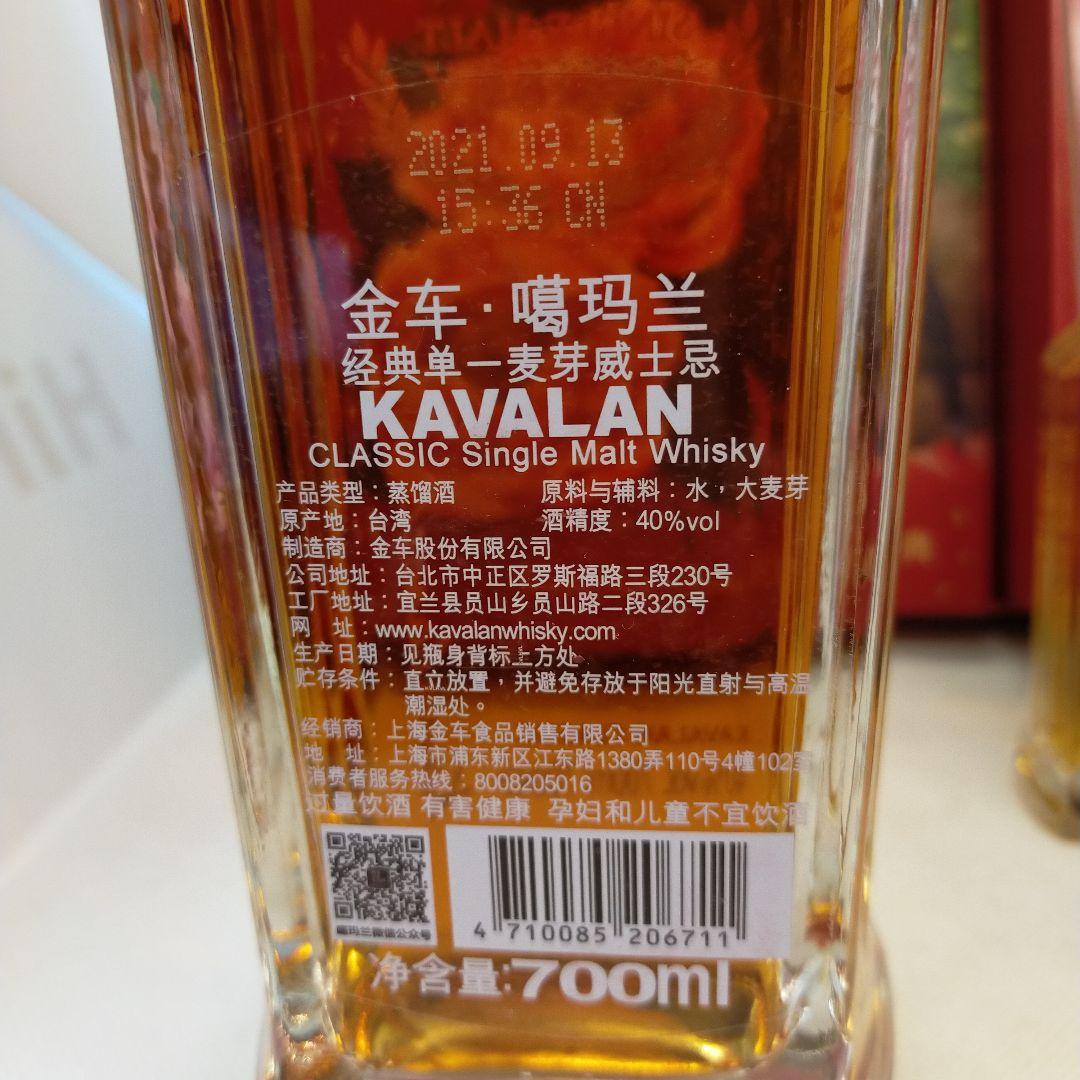 2021.09.13
15:36 CH
金车·噶玛兰
经典单一麦芽威士忌
KAVALAN
CLASSIC Single Malt Whisky
产品类型：蒸馏酒 原料与辅料：水，大麦芽
原产地：台湾 酒精度：40%vol
制造商：金车股份有限公司
公司地址：台北市中正区罗斯福路三段230号
工厂地址：宜兰县员山乡员山路二段326号
网 址：www.kavalanwhisky.com
生产日期：见瓶身背标上方处
贮存条件：直立放置，并避免存放于阳光直射与高温
潮湿处。
经销商：上海金车食品销售有限公司
地 址：上海市浦东新区江东路1380弄110号4幢102室
消费者服务热线：8008205016
过量饮酒 有害健康 孕妇和儿童不宜饮酒
噶玛兰微信公众号
4 710085 206711
净含量:700ml